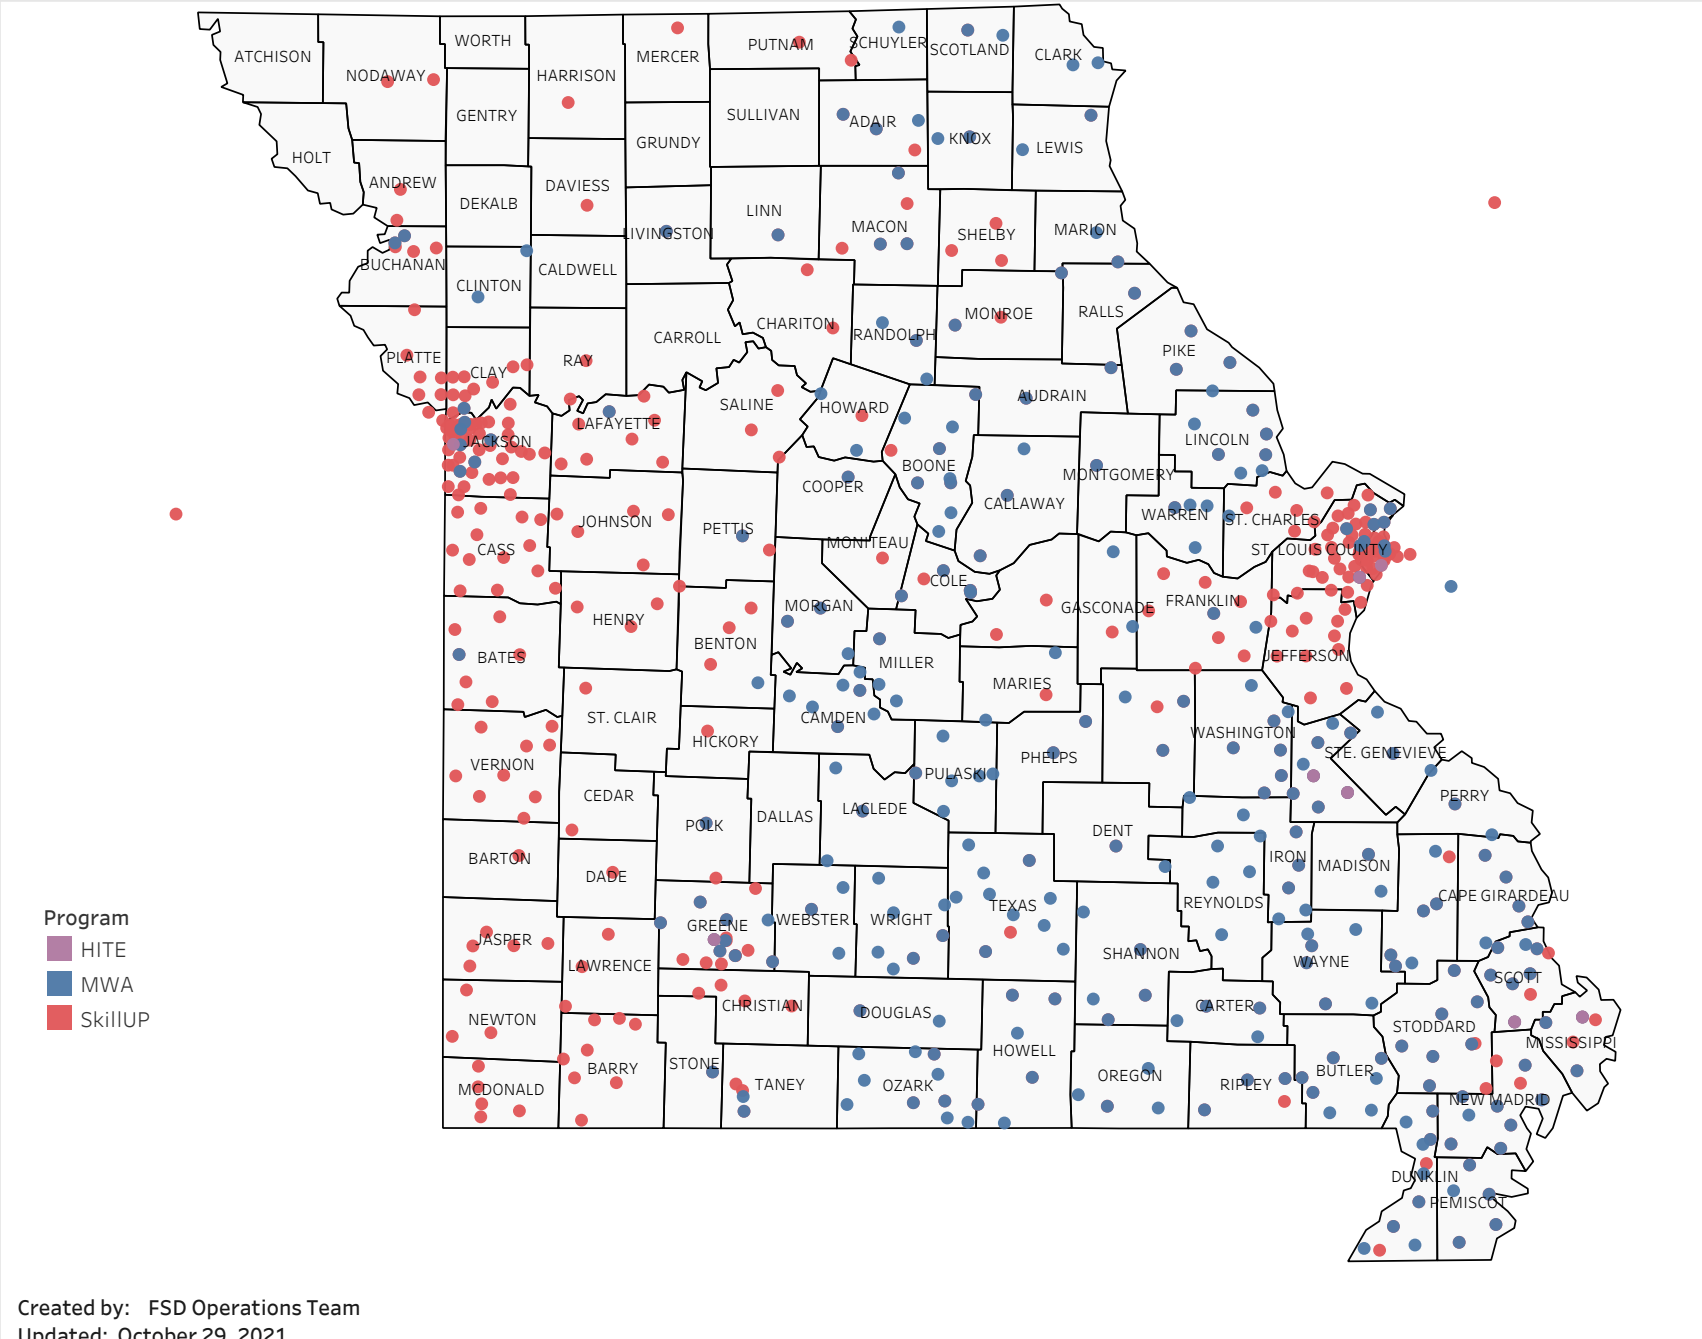 ATCHISON
NODAWAY
WORTH
HARRISON
MERCER
PUTNAM
SCHUYLER
SCOTLAND
CLARK
GENTRY
SULLIVAN
ADAIR
KNOX
LEWIS
GRUNDY
HOLT
ANDREW
DEKALB
DAVIESS
LINN
MACON
SHELBY
MARION
LIVINGSTON
BUCHANAN
CLINTON
CALDWELL
CARROLL
CHARITON
RANDOLPH
MONROE
RALLS
PIKE
PLATTE
CLAY
RAY
SALINE
HOWARD
AUDRAIN
JACKSON
LAFAYETTE
BOONE
LINCOLN
MONTGOMERY
COOPER
CALLAWAY
WARREN
ST. CHARLES
JOHNSON
PETTIS
MONITEAU
ST. LOUIS COUNTY
CASS
COLE
MORGAN
GASCONADE
FRANKLIN
HENRY
BENTON
BATES
MILLER
JEFFERSON
MARIES
ST. CLAIR
CAMDEN
HICKORY
WASHINGTON
STE. GENEVIEVE
VERNON
PULASKI
PHELPS
CEDAR
POLK
DALLAS
LACLEDE
PERRY
DENT
BARTON
DADE
IRON
MADISON
CAPE GIRARDEAU
REYNOLDS
TEXAS
WEBSTER
WRIGHT
GREENE
JASPER
LAWRENCE
SHANNON
WAYNE
SCOTT
CHRISTIAN
DOUGLAS
CARTER
NEWTON
STODDARD
MISSISSIPPI
HOWELL
STONE
BARRY
OREGON
RIPLEY
BUTLER
MCDONALD
TANEY
OZARK
NEW MADRID
DUNKLIN
PEMISCOT
Program
HITE
MWA
SkillUP
Created by: FSD Operations Team
Updated: October 29, 2021